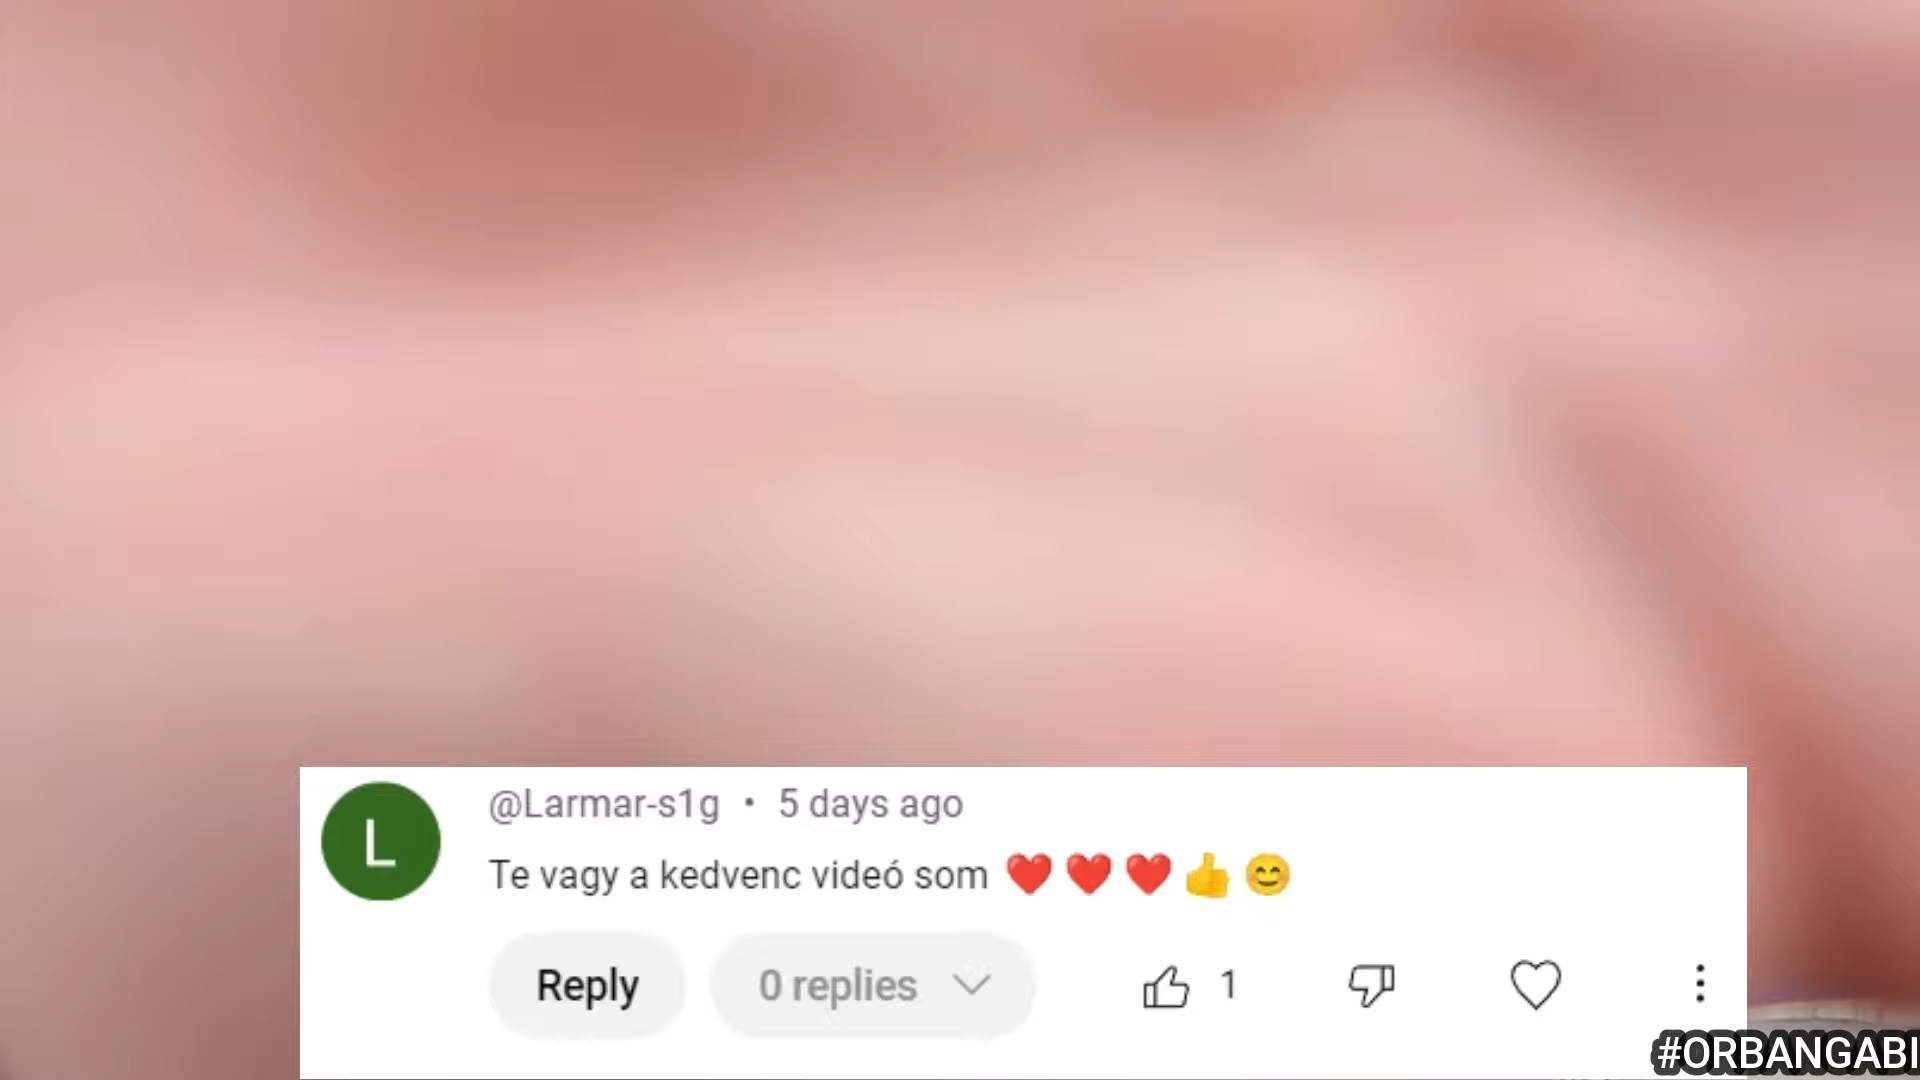 L
@Larmar-s1g • 5 days ago
Te vagy a kedvenc videó som ❤️❤️❤️👍😊
Reply
0 replies
1
#ORBANGABI